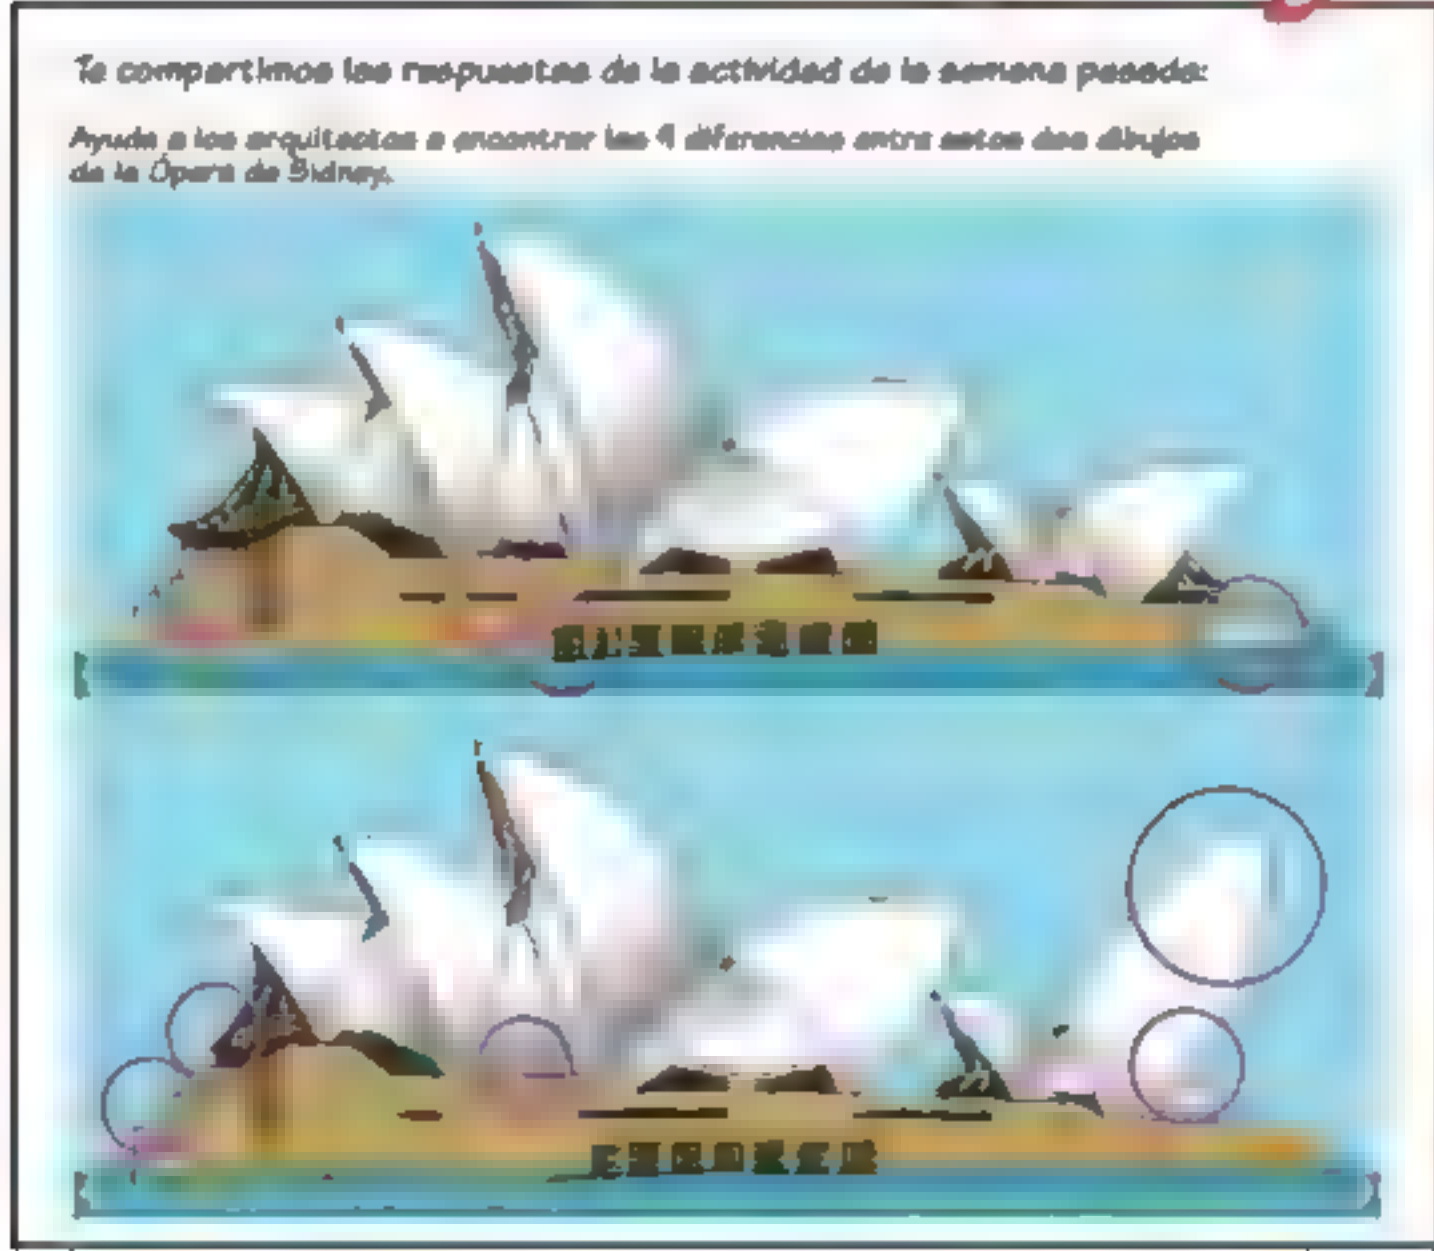 Te compartimos las respuestas de la actividad de la semana pasada:
Ayuda a los arquitectos a encontrar las 9 diferencias entre estos dos dibujos
de la Ópera de Sidney.